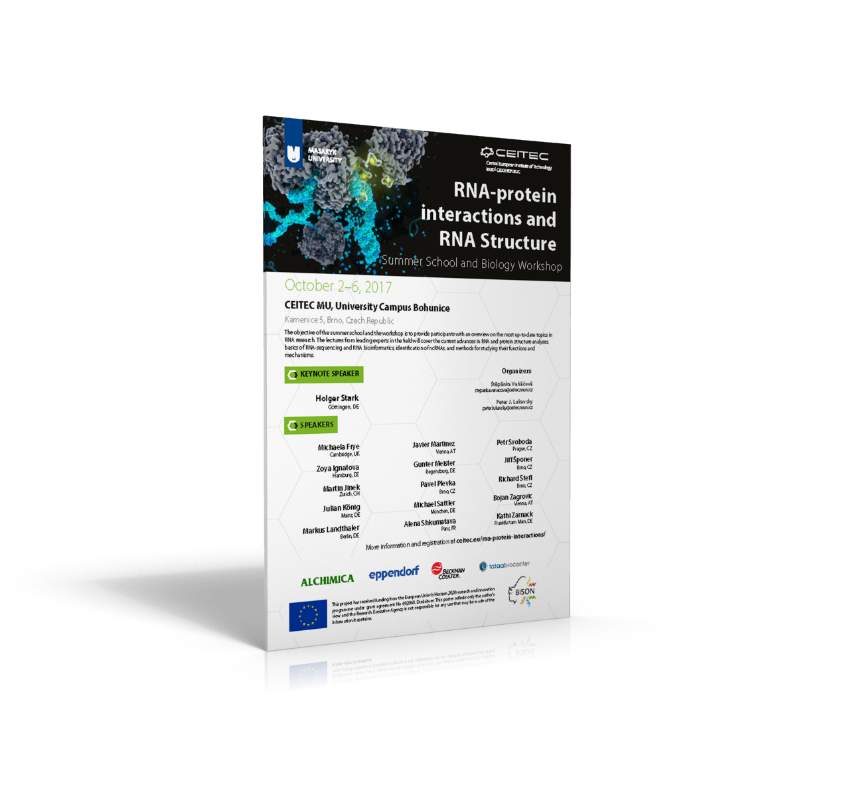 MASARYK
UNIVERSITY
CEITEC
Central European Institute of Technology
BRNO | CZECH REPUBLIC
RNA-protein
interactions and
RNA Structure
Summer School and Biology Workshop
October 2–6, 2017
CEITEC MU, University Campus Bohunice
Kamenice 5, Brno, Czech Republic
The objective of the summer school and the workshop is to provide participants with an overview on the most up-to-date topics in
RNA research. The lectures from leading experts in the field will cover the current advances in RNA and protein structure analyses,
basics of RNA-sequencing and RNA bioinformatics, identification of ncRNAs, and methods for studying their functions and
mechanisms.
KEYNOTE SPEAKER
Holger Stark
Göttingen, DE
Organizers
Štěpánka Vaňáčová
Peter J. Lukavsky
SPEAKERS
Michaela Frye
Cambridge, UK
Zoya Ignatova
Hamburg, DE
Martin Jinek
Zurich, CH
Julian König
Mainz, DE
Markus Landthaler
Berlin, DE
Javier Martinez
Vienna, AT
Gunter Meister
Regensburg, DE
Pavel Plevka
Brno, CZ
Michael Sattler
München, DE
Alena Shkumatava
Paris, FR
Petr Svoboda
Prague, CZ
Jiří Šponer
Brno, CZ
Richard Štefl
Brno, CZ
Bojan Zagrovic
Vienna, AT
Kathi Zarnack
Frankfurt am Main, DE
More information and registration at ceitec.eu/rna-protein-interactions/
ALCHIMICA
eppendorf
BECKMAN
COULTER
tataabiocenter
BISON
This project has received funding from the European Union's Horizon 2020 research and innovation
programme under grant agreement No 692068. Disclaimer: This poster reflects only the author's
view and the Research Executive Agency is not responsible for any use that may be made of the
information it contains.